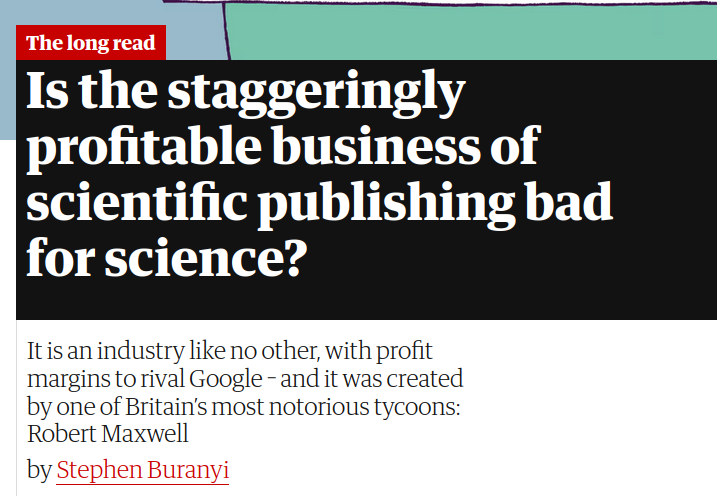 The long read
Is the staggeringly
profitable business of
scientific publishing bad
for science?
It is an industry like no other, with profit
margins to rival Google – and it was created
by one of Britain's most notorious tycoons:
Robert Maxwell
by Stephen Buranyi